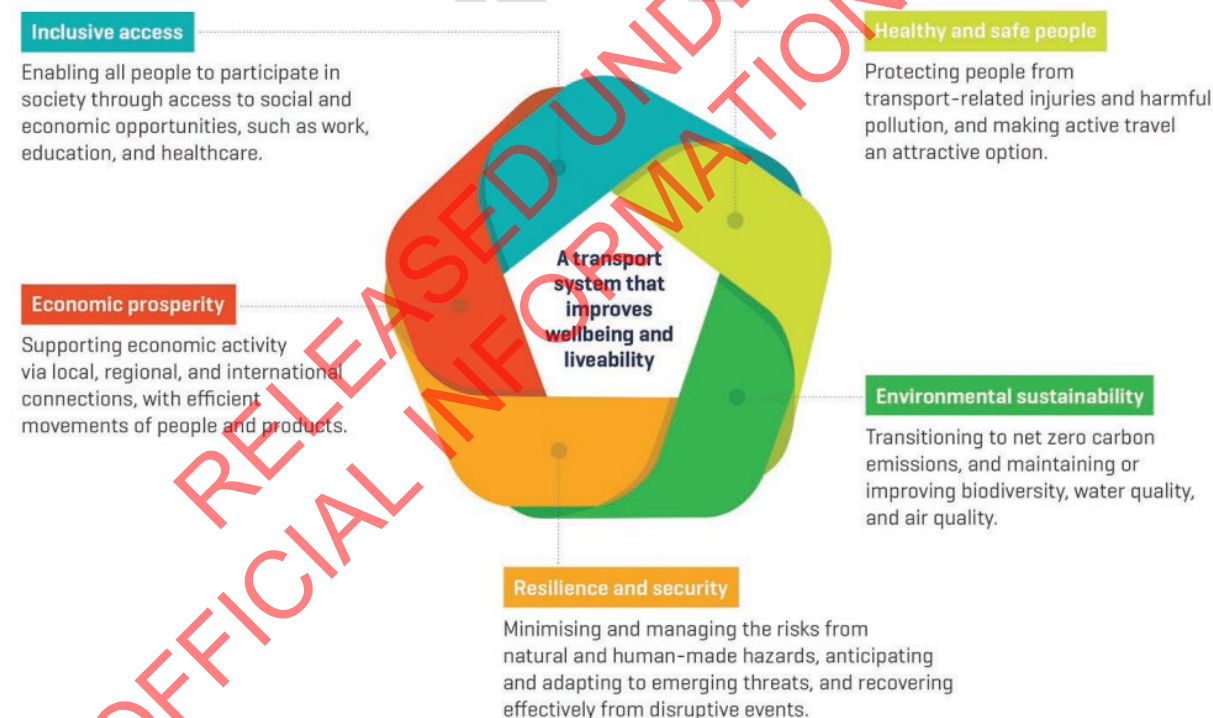 Inclusive access
Enabling all people to participate in
society through access to social and
economic opportunities, such as work,
education, and healthcare.
Healthy and safe people
Protecting people from
transport-related injuries and harmful
pollution, and making active travel
an attractive option.
A transport
system that
improves
wellbeing and
liveability
Economic prosperity
Supporting economic activity
via local, regional, and international
connections, with efficient
movements of people and products.
Environmental sustainability
Transitioning to net zero carbon
emissions, and maintaining or
improving biodiversity, water quality,
and air quality.
Resilience and security
Minimising and managing the risks from
natural and human-made hazards, anticipating
and adapting to emerging threats, and recovering
effectively from disruptive events.
RELEASED
OFFICIAL INFORMATION